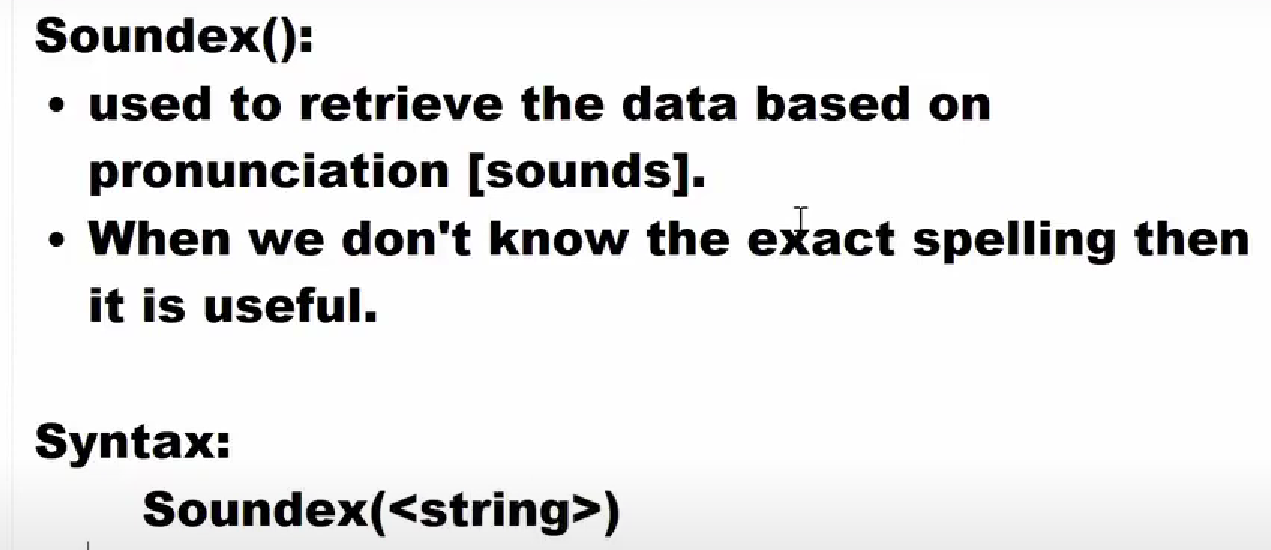 Soundex():
• used to retrieve the data based on
pronunciation [sounds].
• When we don't know the exact spelling then
it is useful.
Syntax:
Soundex(<string>)